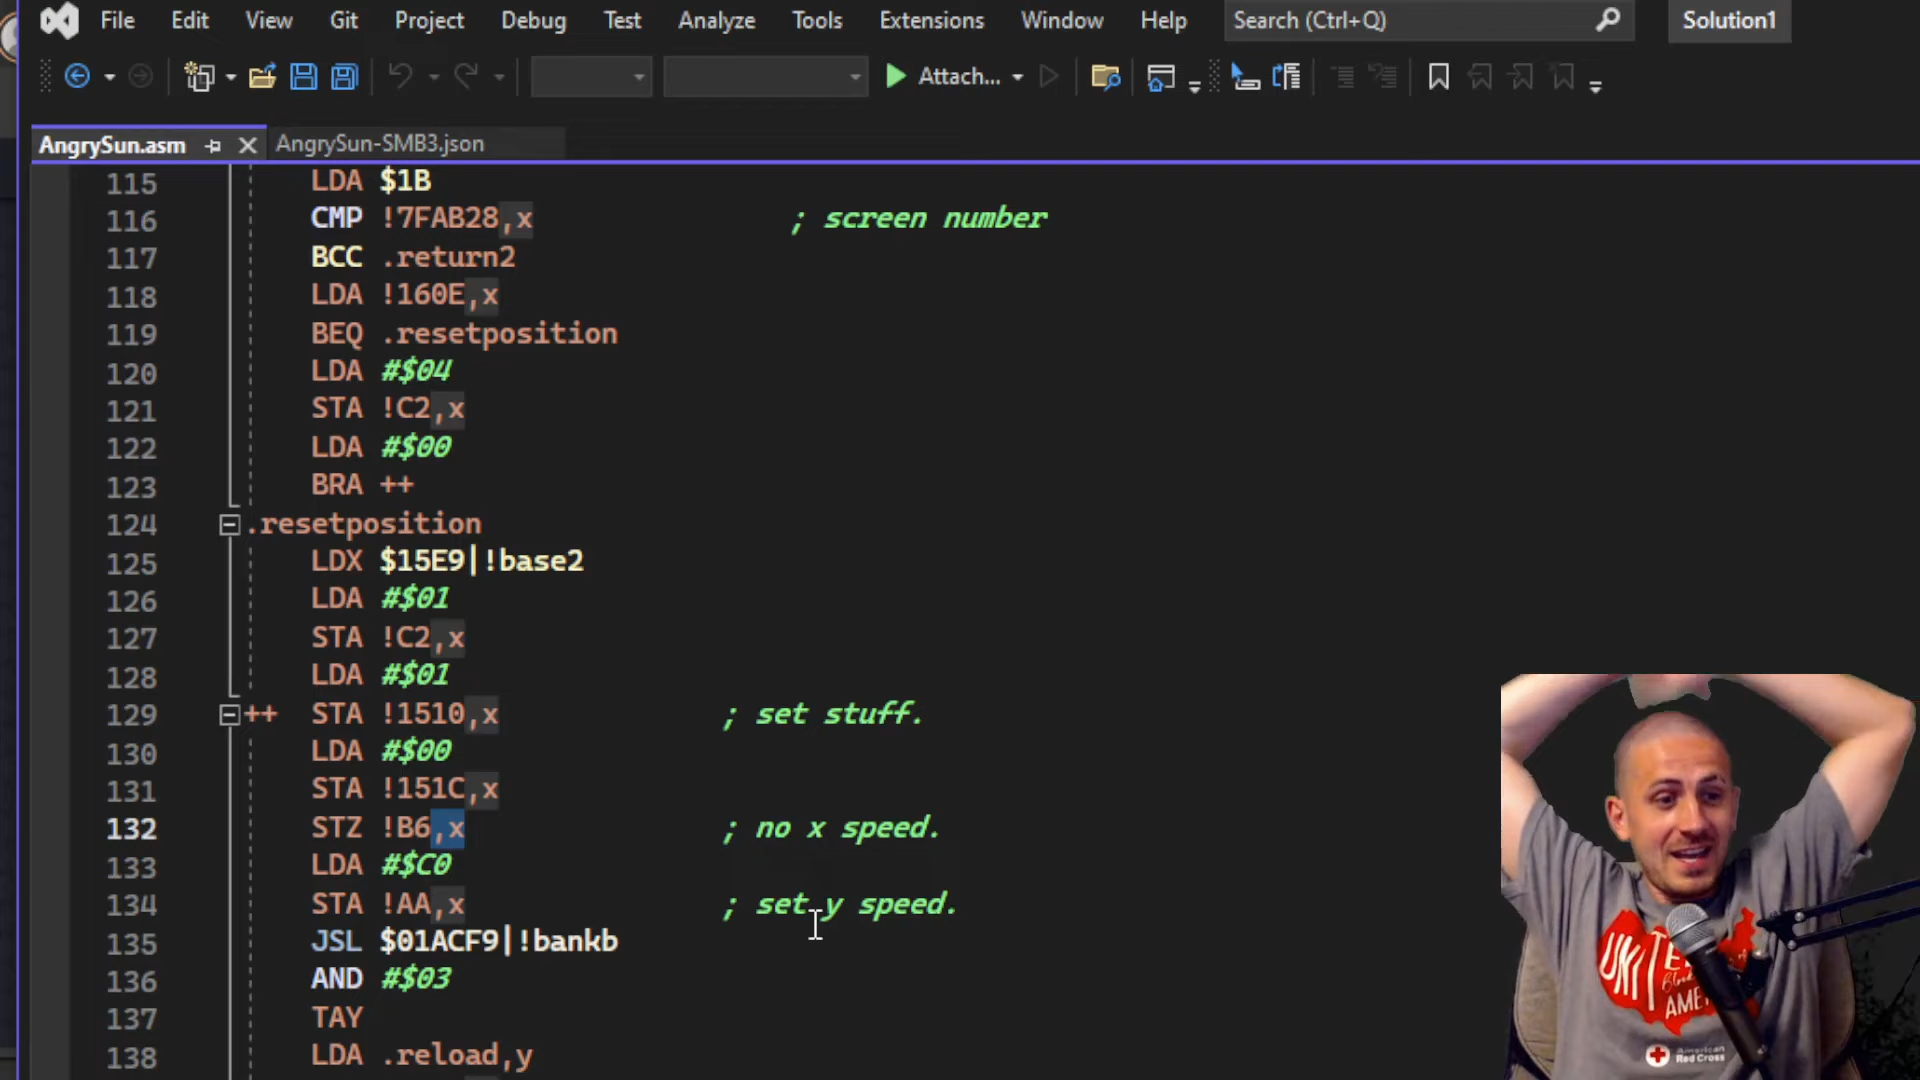 File Edit View Git Project Debug Test Analyze Tools Extensions Window Help Search (Ctrl+Q) Solution1
Attach...
AngrySun.asm AngrySun-SMB3.json
115 LDA $1B
116 CMP !7FAB28,x ; screen number
117 BCC .return2
118 LDA !160E,x
119 BEQ .resetposition
120 LDA #$04
121 STA !C2,x
122 LDA #$00
123 BRA ++
124 .resetposition
125 LDX $15E9|!base2
126 LDA #$01
127 STA !C2,x
128 LDA #$01
129 ++ STA !1510,x ; set stuff.
130 LDA #$00
131 STA !151C,x
132 STZ !B6,x ; no x speed.
133 LDA #$C0
134 STA !AA,x ; set y speed.
135 JSL $01ACF9|!bankb
136 AND #$03
137 TAY
138 LDA .reload,y
American
Red Cross